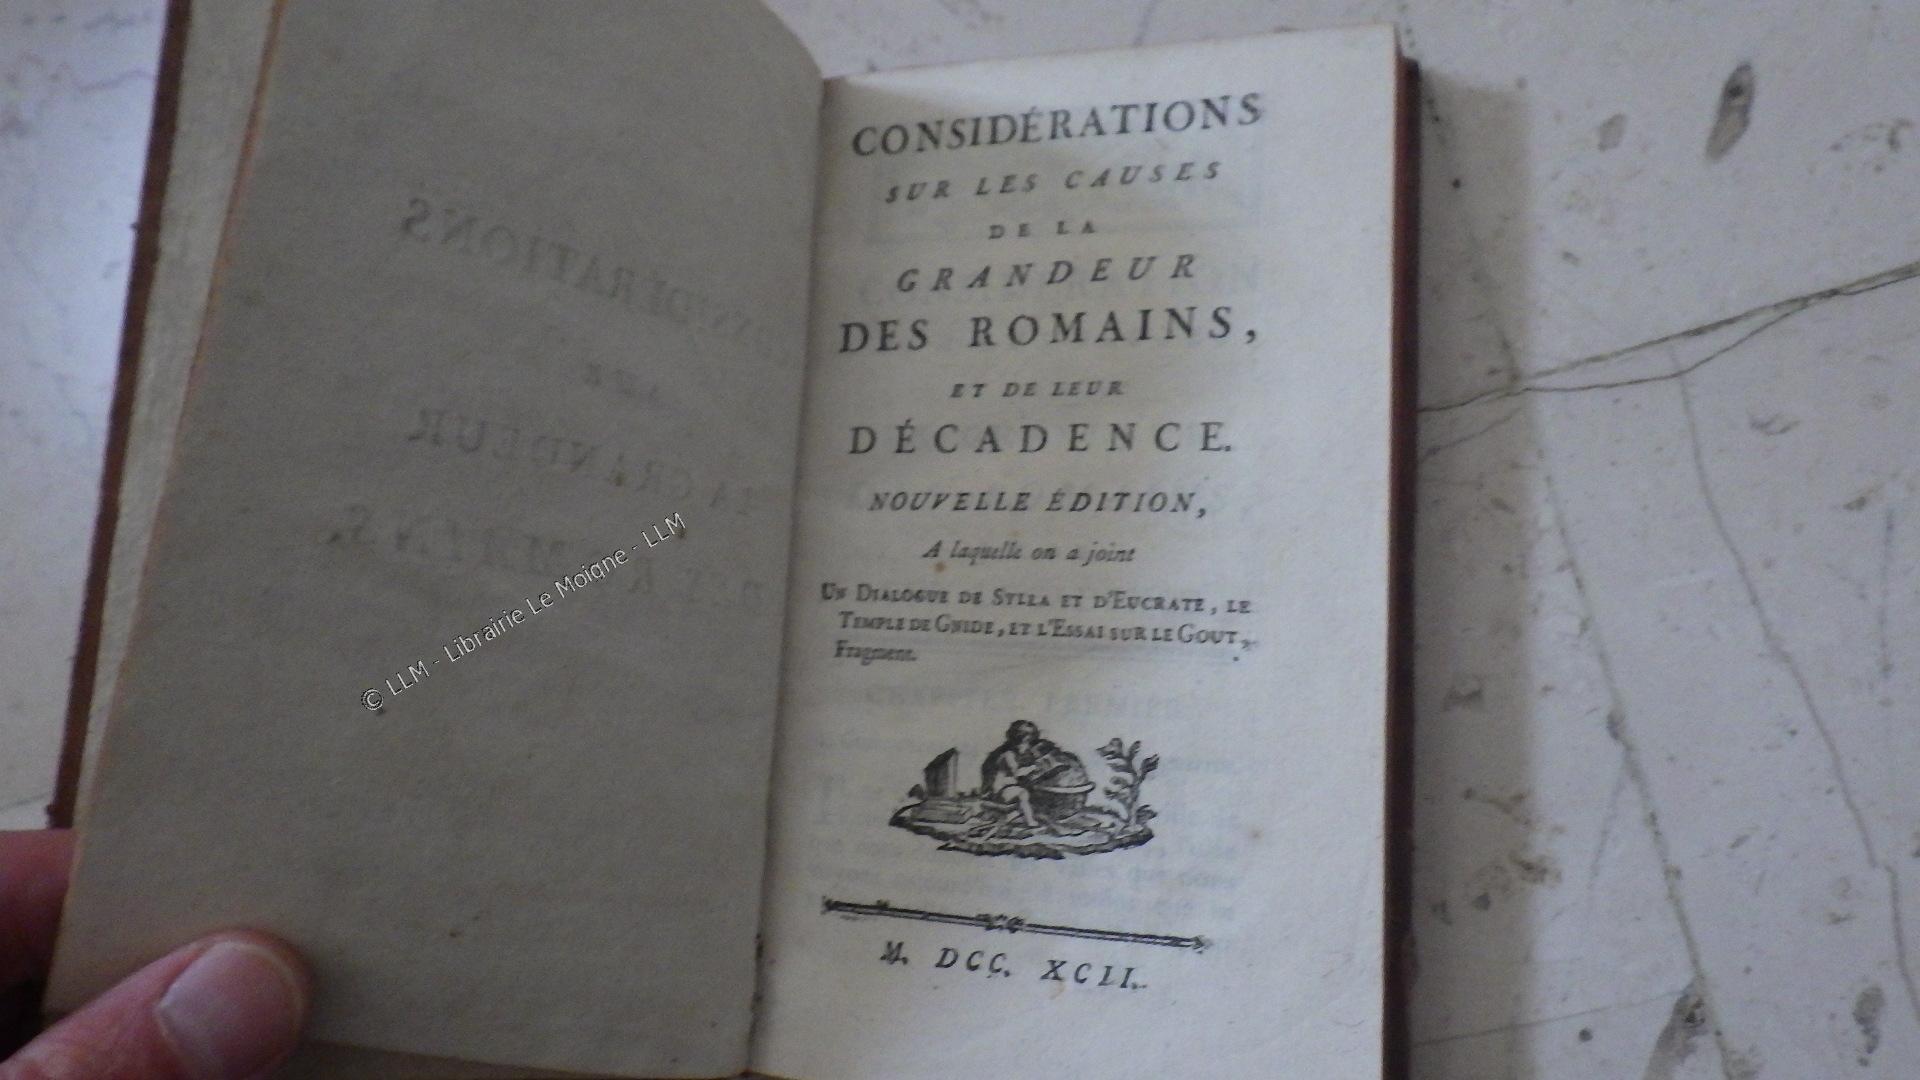 CONSIDÉRATIONS
SUR LES CAUSES
DE LA
GRANDEUR
DES ROMAINS,
ET DE LEUR
DÉCADENCE.
NOUVELLE ÉDITION,
A laquelle on a joint
UN DIALOGUE DE SYLLA ET D'EUCRATE, LE
TEMPLE DE GNIDE, ET L'ESSAI SUR LE GOUT,
Fragment.
M. DCC. XCII.
© LLM - Librairie Le Moigne - LLM